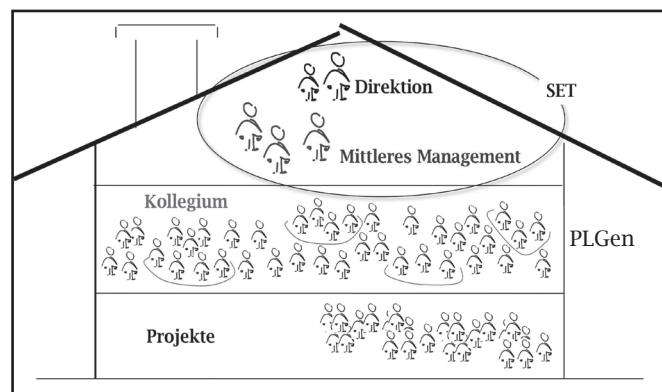 Direktion
SET
Mittleres Management
Kollegium
PLGen
Projekte